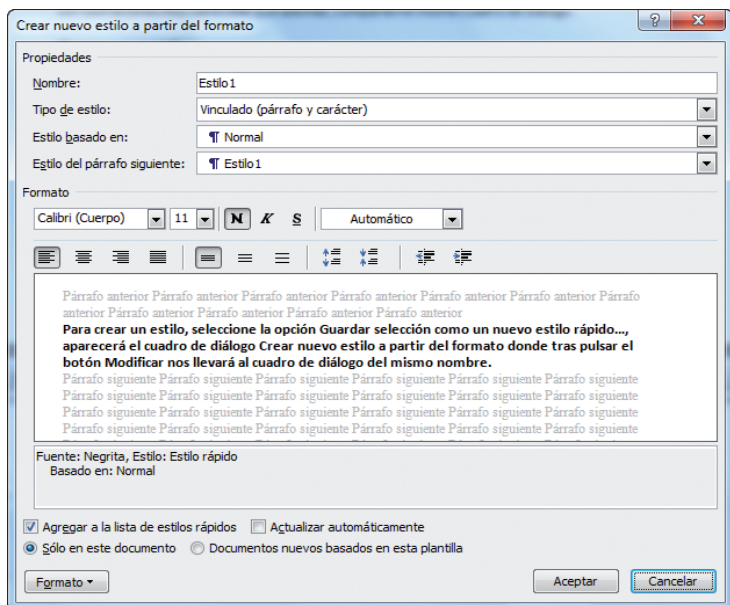 Crear nuevo estilo a partir del formato
Propiedades
Nombre: Estilo1
Tipo de estilo: Vinculado (párrafo y carácter)
Estilo basado en: ¶ Normal
Estilo del párrafo siguiente: ¶ Estilo1
Formato
Calibri (Cuerpo) 11 N K S Automático
Párrafo anterior Párrafo anterior Párrafo anterior Párrafo anterior Párrafo anterior Párrafo anterior Párrafo
anterior Párrafo anterior Párrafo anterior Párrafo anterior Párrafo anterior
Para crear un estilo, seleccione la opción Guardar selección como un nuevo estilo rápido...,
aparecerá el cuadro de diálogo Crear nuevo estilo a partir del formato donde tras pulsar el
botón Modificar nos llevará al cuadro de diálogo del mismo nombre.
Párrafo siguiente Párrafo siguiente Párrafo siguiente Párrafo siguiente Párrafo siguiente Párrafo siguiente
Párrafo siguiente Párrafo siguiente Párrafo siguiente Párrafo siguiente Párrafo siguiente Párrafo siguiente
Párrafo siguiente Párrafo siguiente Párrafo siguiente Párrafo siguiente Párrafo siguiente Párrafo siguiente
Párrafo siguiente Párrafo siguiente Párrafo siguiente Párrafo siguiente Párrafo siguiente Párrafo siguiente
Fuente: Negrita, Estilo: Estilo rápido
Basado en: Normal
Agregar a la lista de estilos rápidos Actualizar automáticamente
Sólo en este documento Documentos nuevos basados en esta plantilla
Formato Aceptar Cancelar